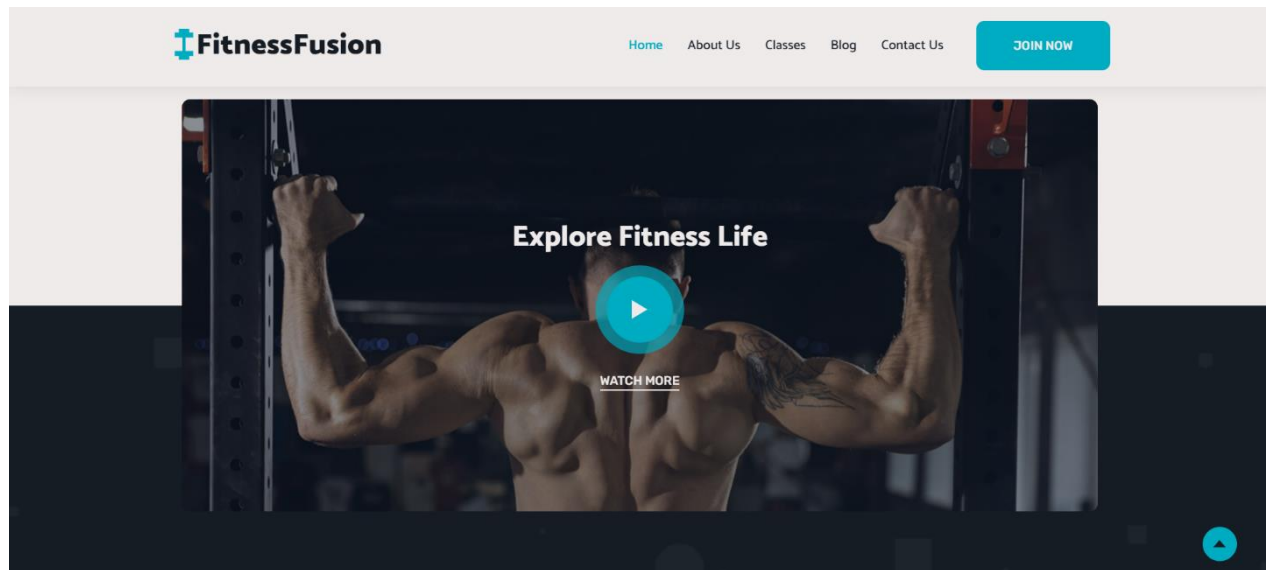 FitnessFusion
Home About Us Classes Blog Contact Us JOIN NOW
Explore Fitness Life
WATCH MORE